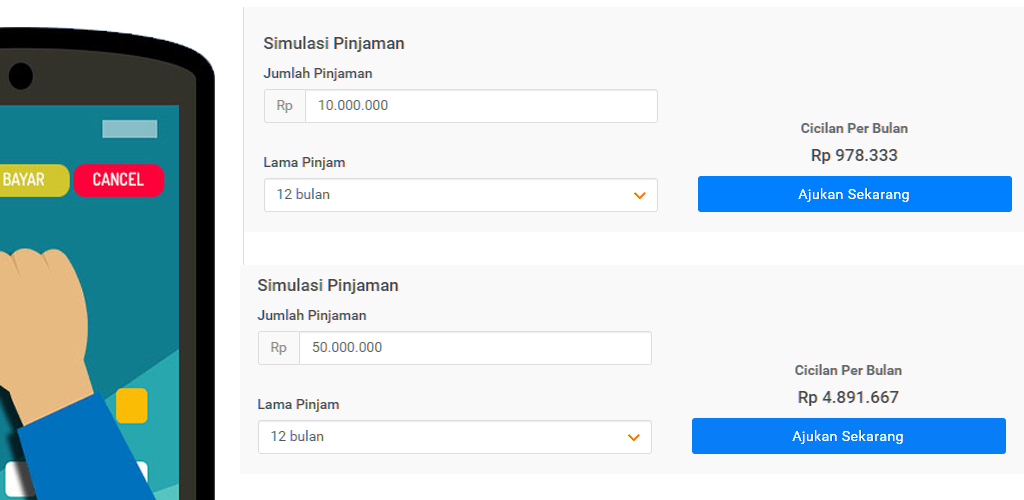 BAYAR
CANCEL
Simulasi Pinjaman
Jumlah Pinjaman
Rp 10.000.000
Lama Pinjam
12 bulan
Cicilan Per Bulan
Rp 978.333
Ajukan Sekarang
Simulasi Pinjaman
Jumlah Pinjaman
Rp 50.000.000
Lama Pinjam
12 bulan
Cicilan Per Bulan
Rp 4.891.667
Ajukan Sekarang